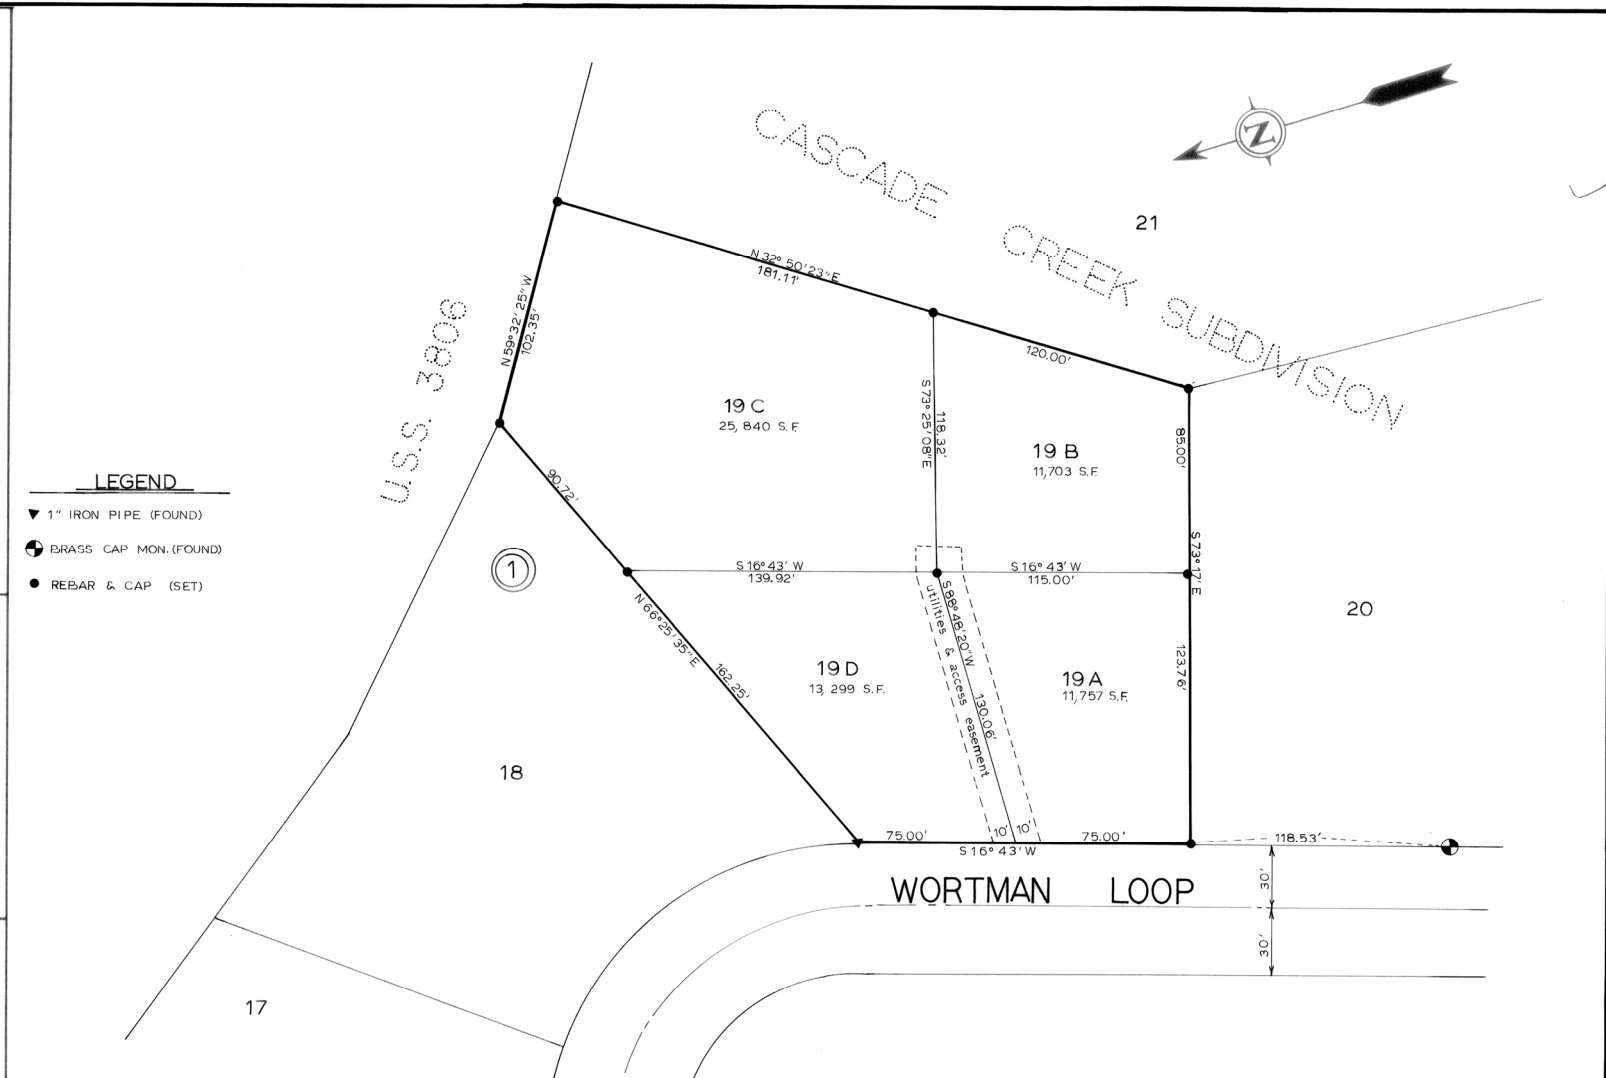 CASCADE CREEK SUBDIVISION
N
21
N 32° 50' 23" E
181.11'
120.00'
N 59° 32' 25" W
102.35'
U.S.S. 3806
19 C
25, 840 S.F.
S 73° 25' 08" E
118.32'
19 B
11,703 S.F.
85.00'
LEGEND
1" IRON PIPE (FOUND)
BRASS CAP MON. (FOUND)
REBAR & CAP (SET)
90.72'
1
S 16° 43' W
139.92'
S 16° 43' W
115.00'
S 73° 17' E
20
N 66° 25' 35" E
162.25'
19 D
13, 299 S.F.
S 88° 48' 20" W
130.06'
utilities & access easement
19 A
11,757 S.F.
123.76'
18
75.00'
10'
10'
75.00'
118.53'
S 16° 43' W
WORTMAN LOOP
30'
30'
17